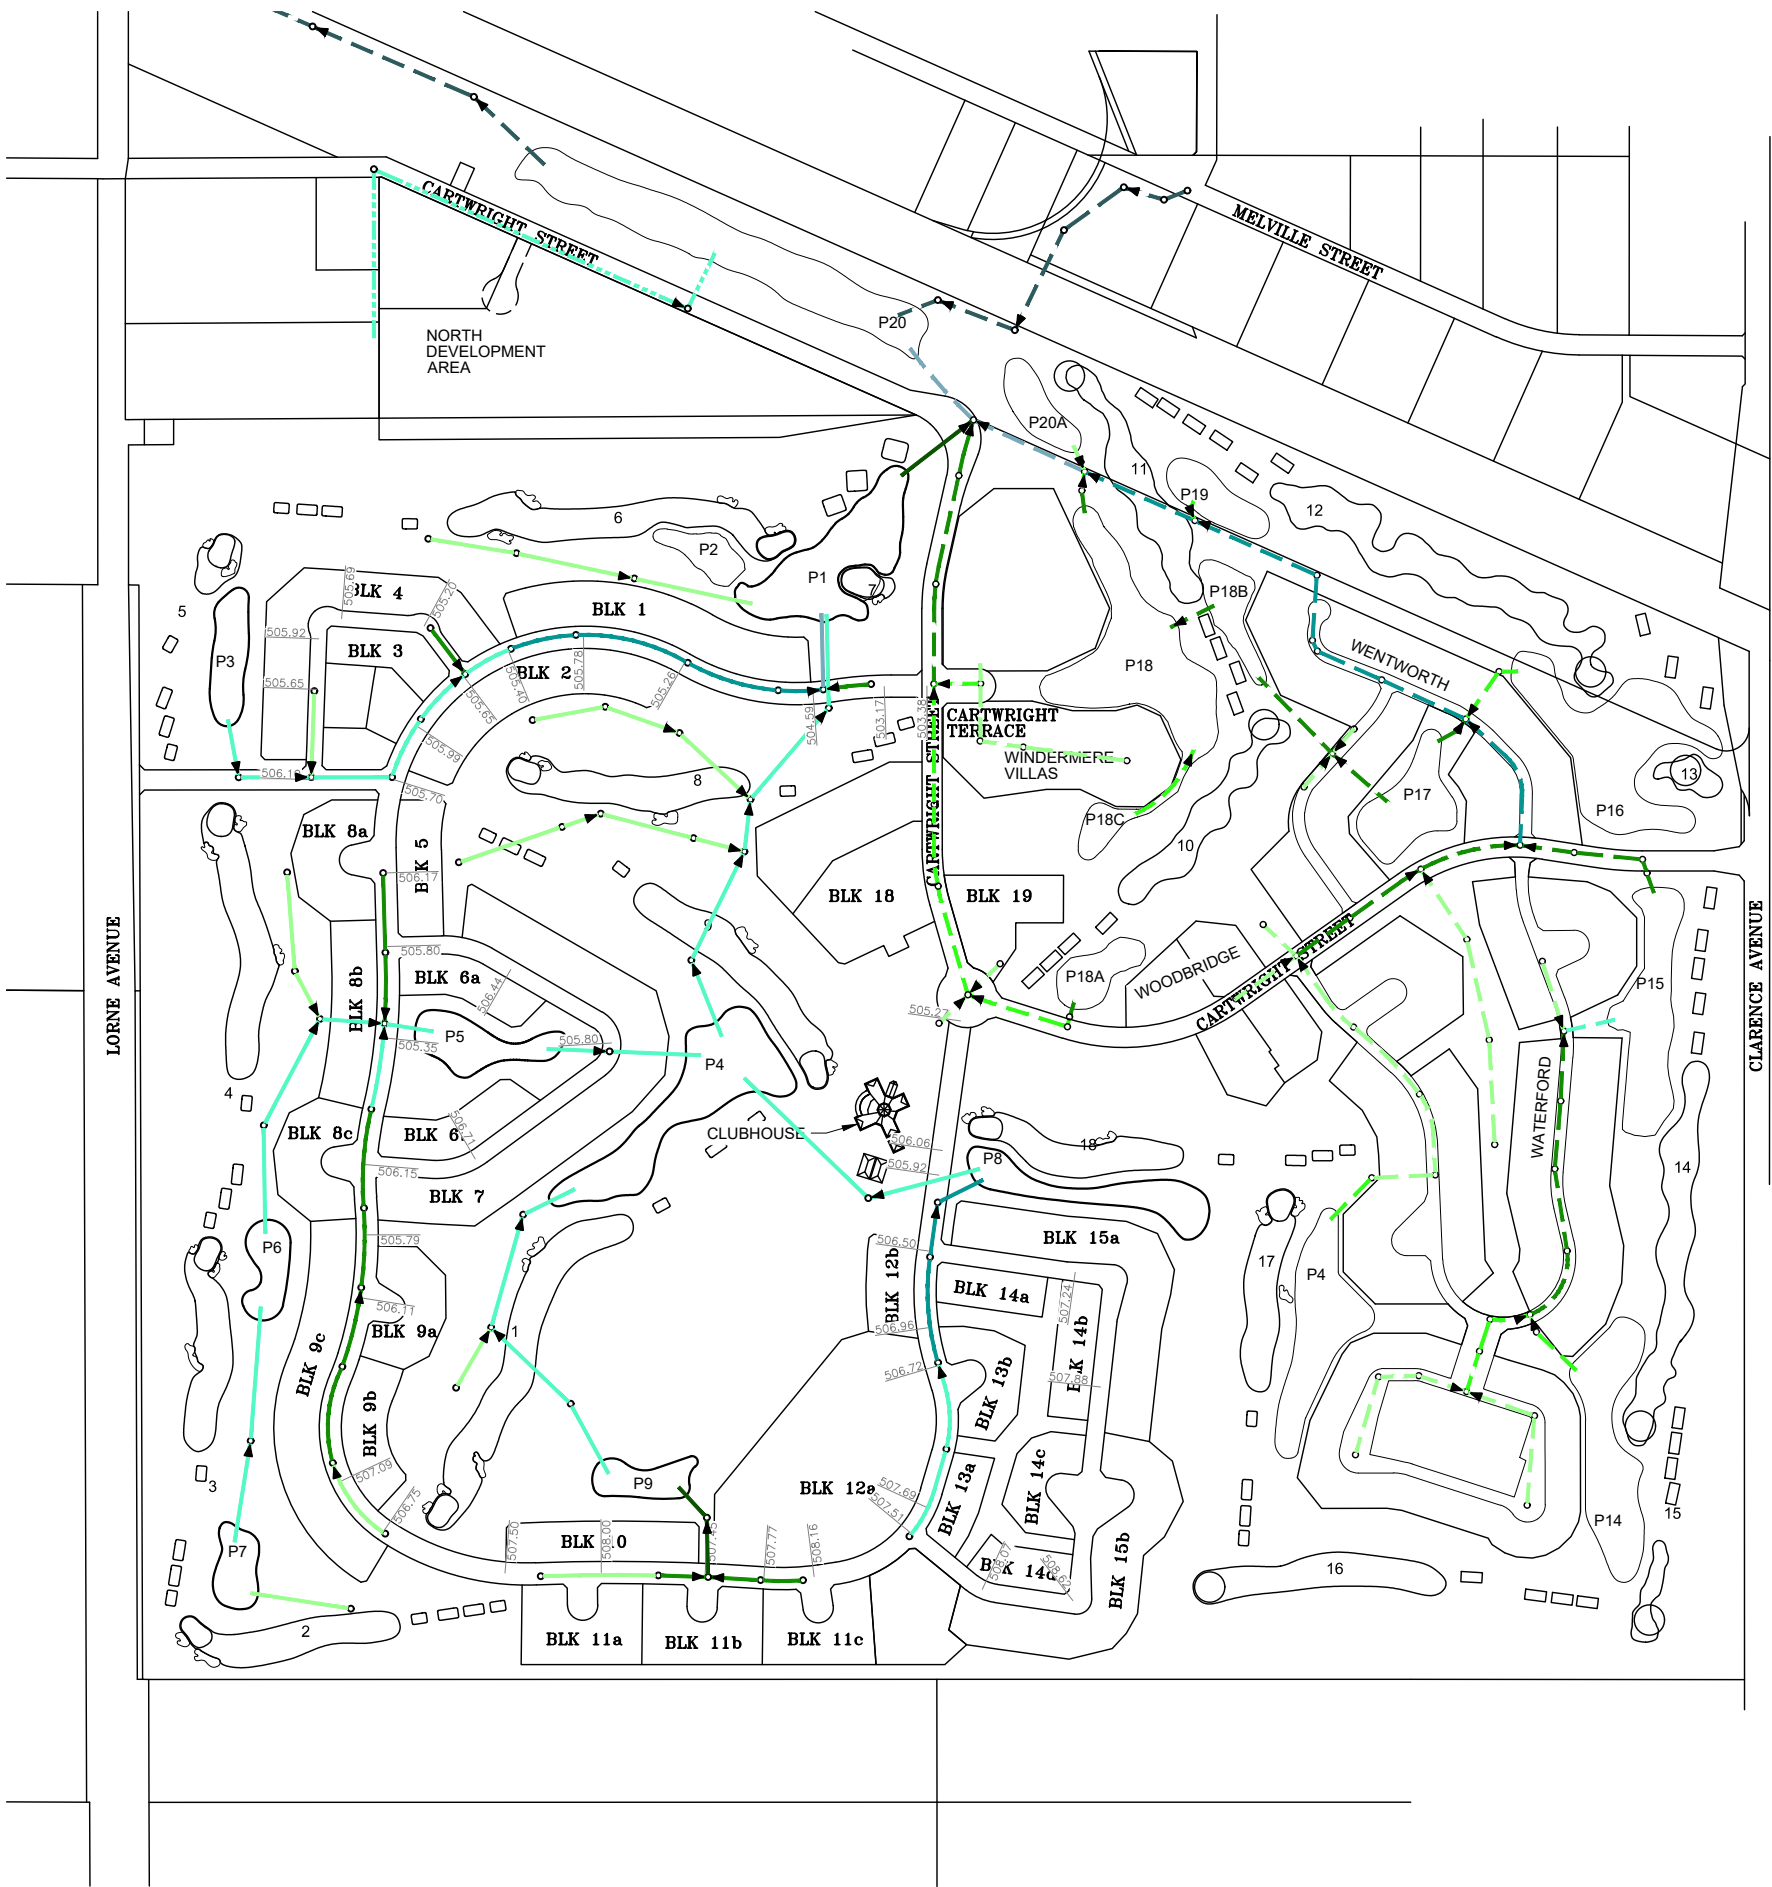 CARTWRIGHT STREET
MELVILLE STREET
P20
NORTH
DEVELOPMENT
AREA
P20A
11
P19
12
6
P2
P1
7
5
505.69
505.20
BLK 4
BLK 1
P18B
505.92
BLK 3
P3
BLK 2
505.78
505.40
505.26
P18
WENTWORTH
505.65
505.65
504.59
503.17
503.38
CARTWRIGHT
TERRACE
505.99
WINDERMERE
VILLAS
8
13
505.70
P17
P16
P18C
10
BLK 8a
BLK 5
506.17
CARTWRIGHT STREET
BLK 18
BLK 19
LORNE AVENUE
CLARENCE AVENUE
505.80
BLK 6a
506.44
BLK 8b
WOODBRIDGE
CARTWRIGHT STREET
P18A
P15
505.27
P5
505.35
505.80
P4
4
BLK 8c
BLK 6
506.71
CLUBHOUSE
506.06
505.92
P8
18
WATERFORD
14
506.15
BLK 7
P6
505.79
506.50
BLK 12b
BLK 15a
17
P4
BLK 14a
507.24
506.11
BLK 9a
BLK 9c
1
506.96
506.72
BLK 13b
BLK 14b
507.88
BLK 9b
507.09
506.75
P9
BLK 12a
507.69
507.51
BLK 13a
BLK 14c
3
15
P14
P7
507.50
508.00
507.77
508.16
508.07
508.62
BLK 15b
16
2
BLK 11a
BLK 11b
BLK 11c